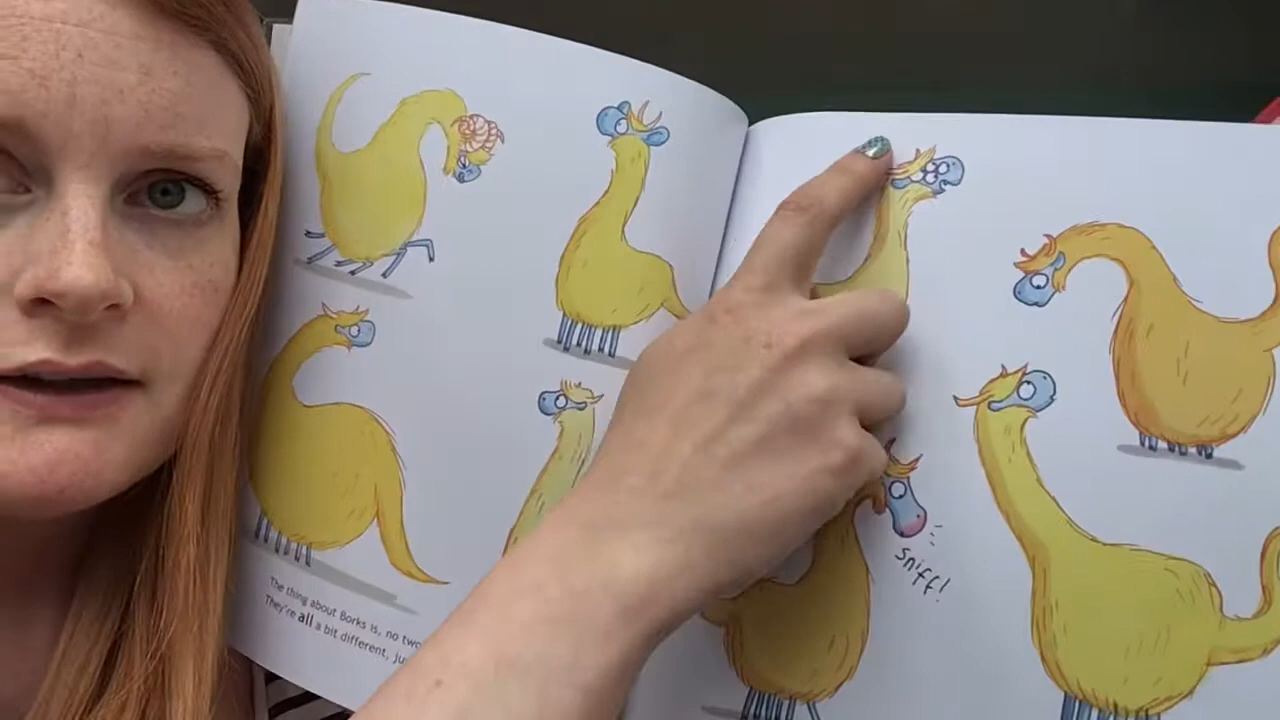 The thing about Borks is, no two
They're all a bit different, ju
sniff!